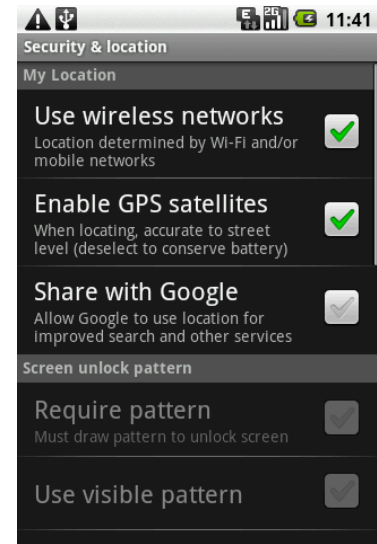 E 2G 11:41
Security & location
My Location
Use wireless networks
Location determined by Wi-Fi and/or
mobile networks
Enable GPS satellites
When locating, accurate to street
level (deselect to conserve battery)
Share with Google
Allow Google to use location for
improved search and other services
Screen unlock pattern
Require pattern
Must draw pattern to unlock screen
Use visible pattern